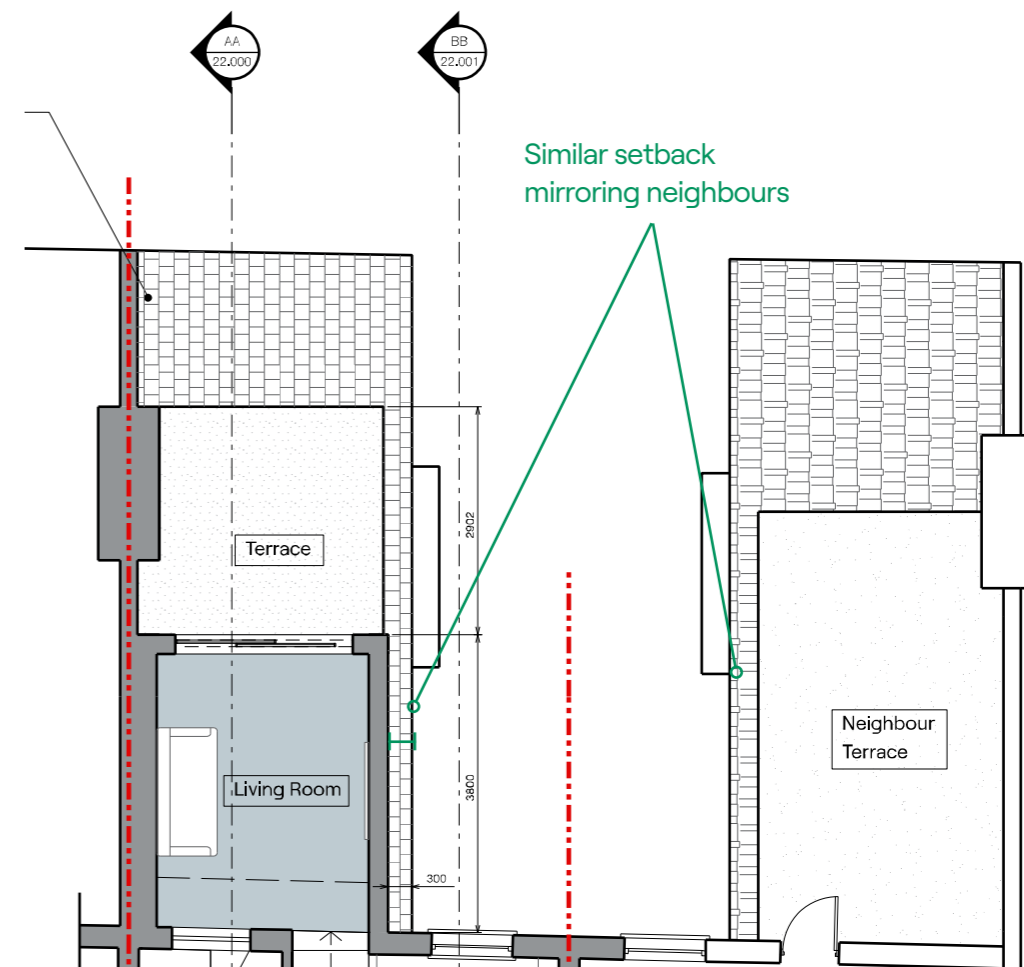 AA
22.000
BB
22.001
Similar setback
mirroring neighbours
2902
Terrace
Neighbour
Terrace
Living Room
3800
300